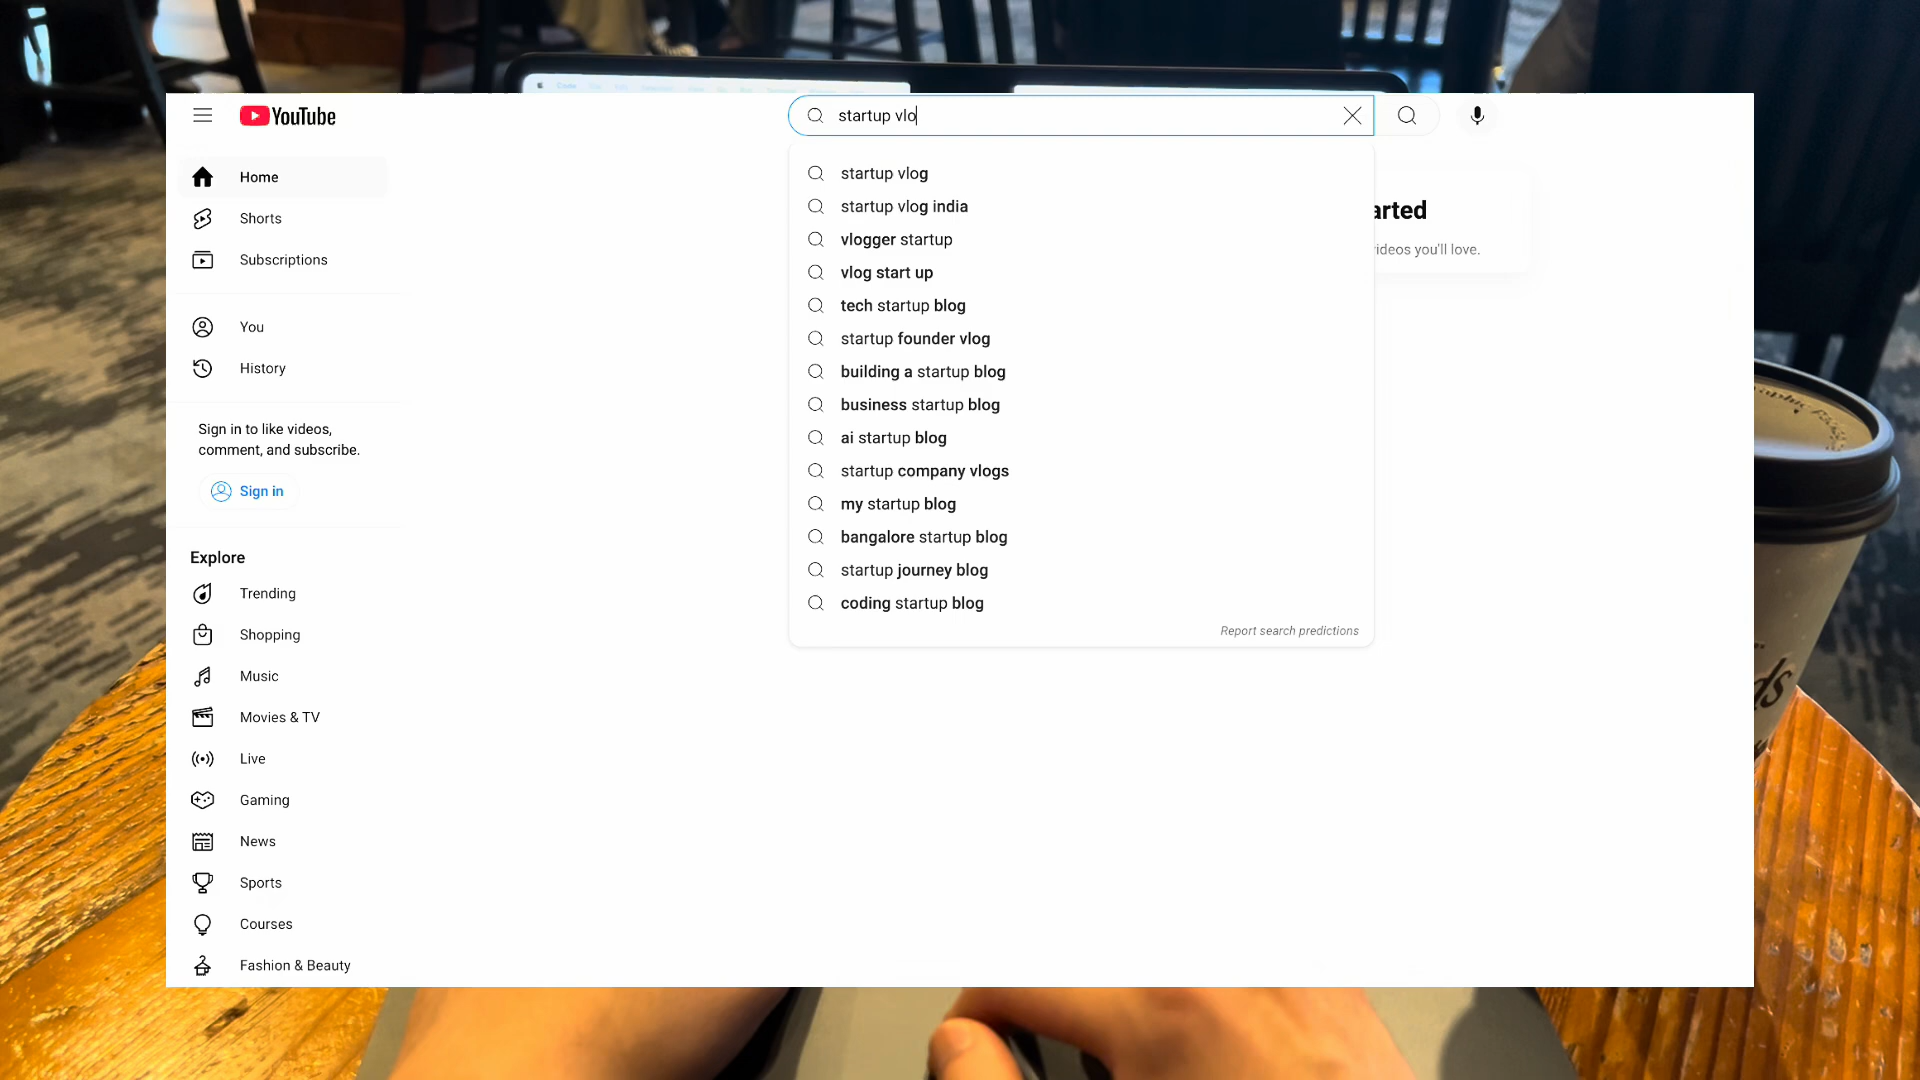 YouTube
startup vlo
Home
Shorts
Subscriptions
You
History
Sign in to like videos,
comment, and subscribe.
Sign in
Explore
Trending
Shopping
Music
Movies & TV
Live
Gaming
News
Sports
Courses
Fashion & Beauty
startup vlog
startup vlog india
vlogger startup
vlog start up
tech startup blog
startup founder vlog
building a startup blog
business startup blog
ai startup blog
startup company vlogs
my startup blog
bangalore startup blog
startup journey blog
coding startup blog
Report search predictions
arted
ideos you'll love.